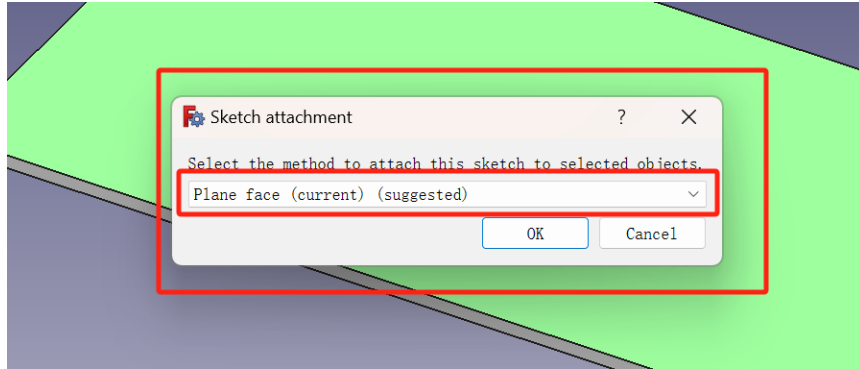 Sketch attachment ?
Select the method to attach this sketch to selected objects.
Plane face (current) (suggested)
OK Cancel